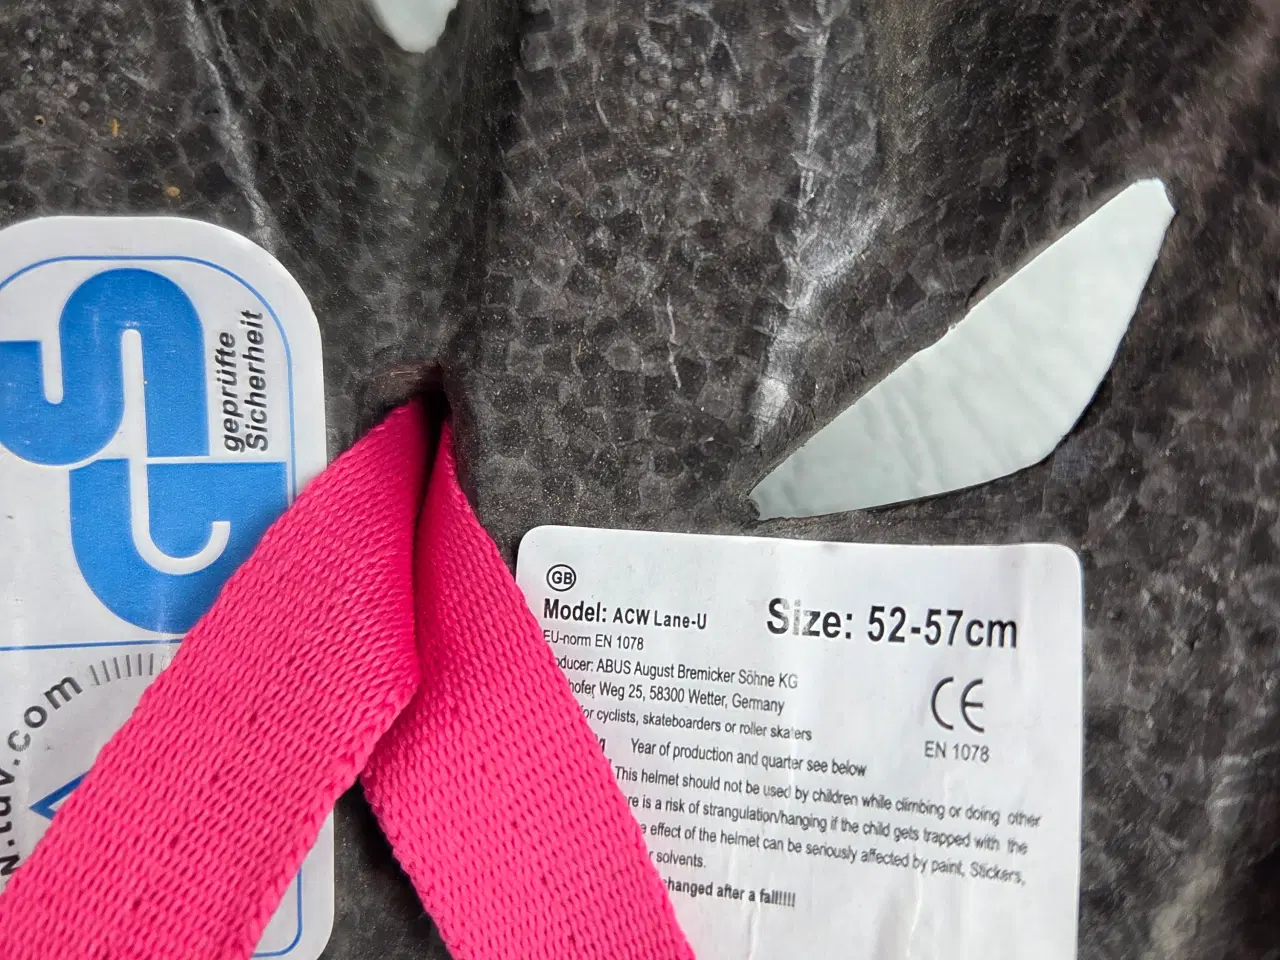 geprüfte
Sicherheit
.tuv.com
GB
Model: ACW Lane-U
Size: 52-57cm
EU-norm EN 1078
ducer: ABUS August Bremicker Söhne KG
hofer Weg 25, 58300 Wetter, Germany
for cyclists, skateboarders or roller skaters
CE
EN 1078
Year of production and quarter see below
This helmet should not be used by children while climbing or doing other
re is a risk of strangulation/hanging if the child gets trapped with the
effect of the helmet can be seriously affected by paint, Stickers,
r solvents.
changed after a fall!!!!